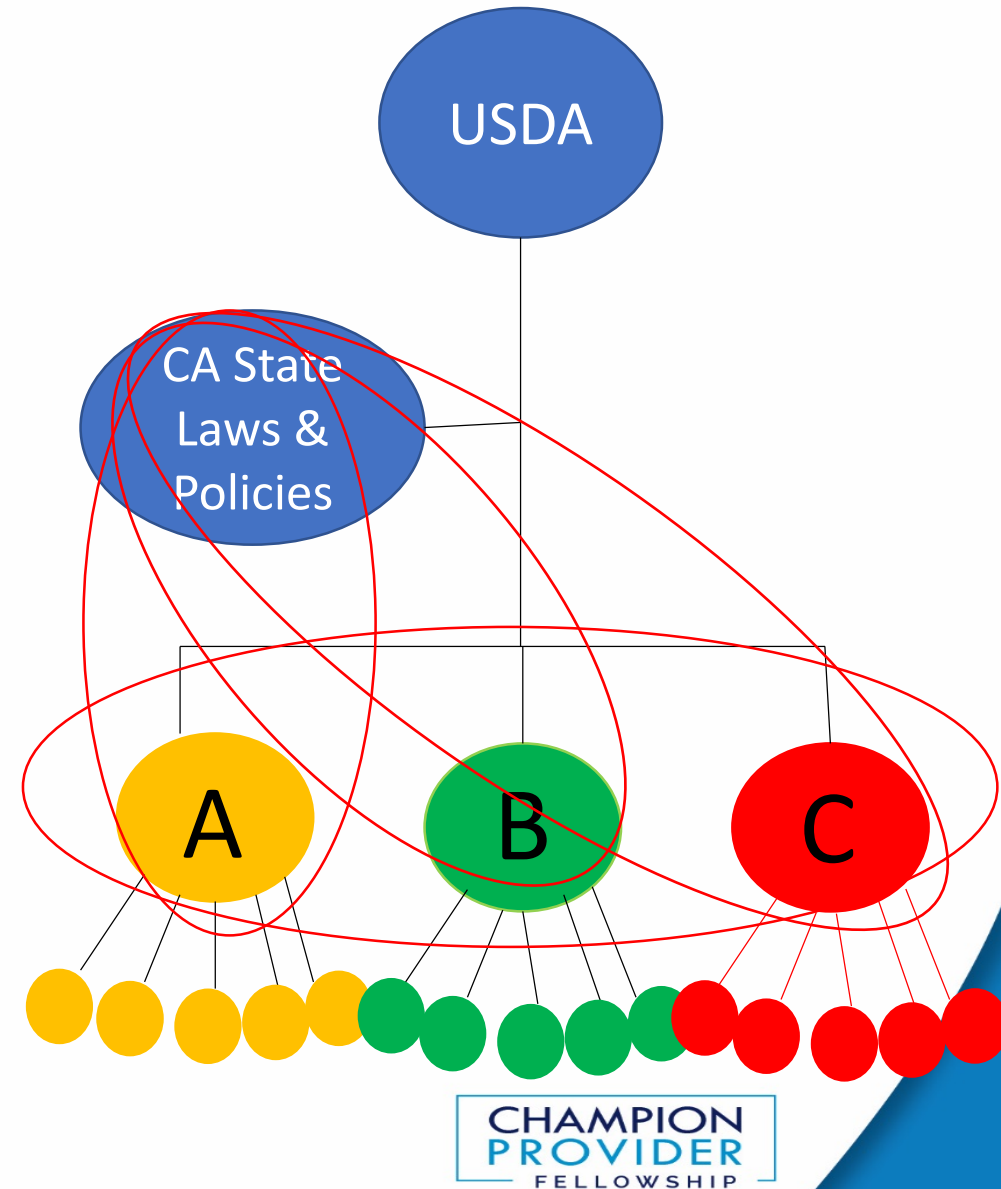 USDA
CA State
Laws &
Policies
A
B
C
CHAMPION
PROVIDER
FELLOWSHIP